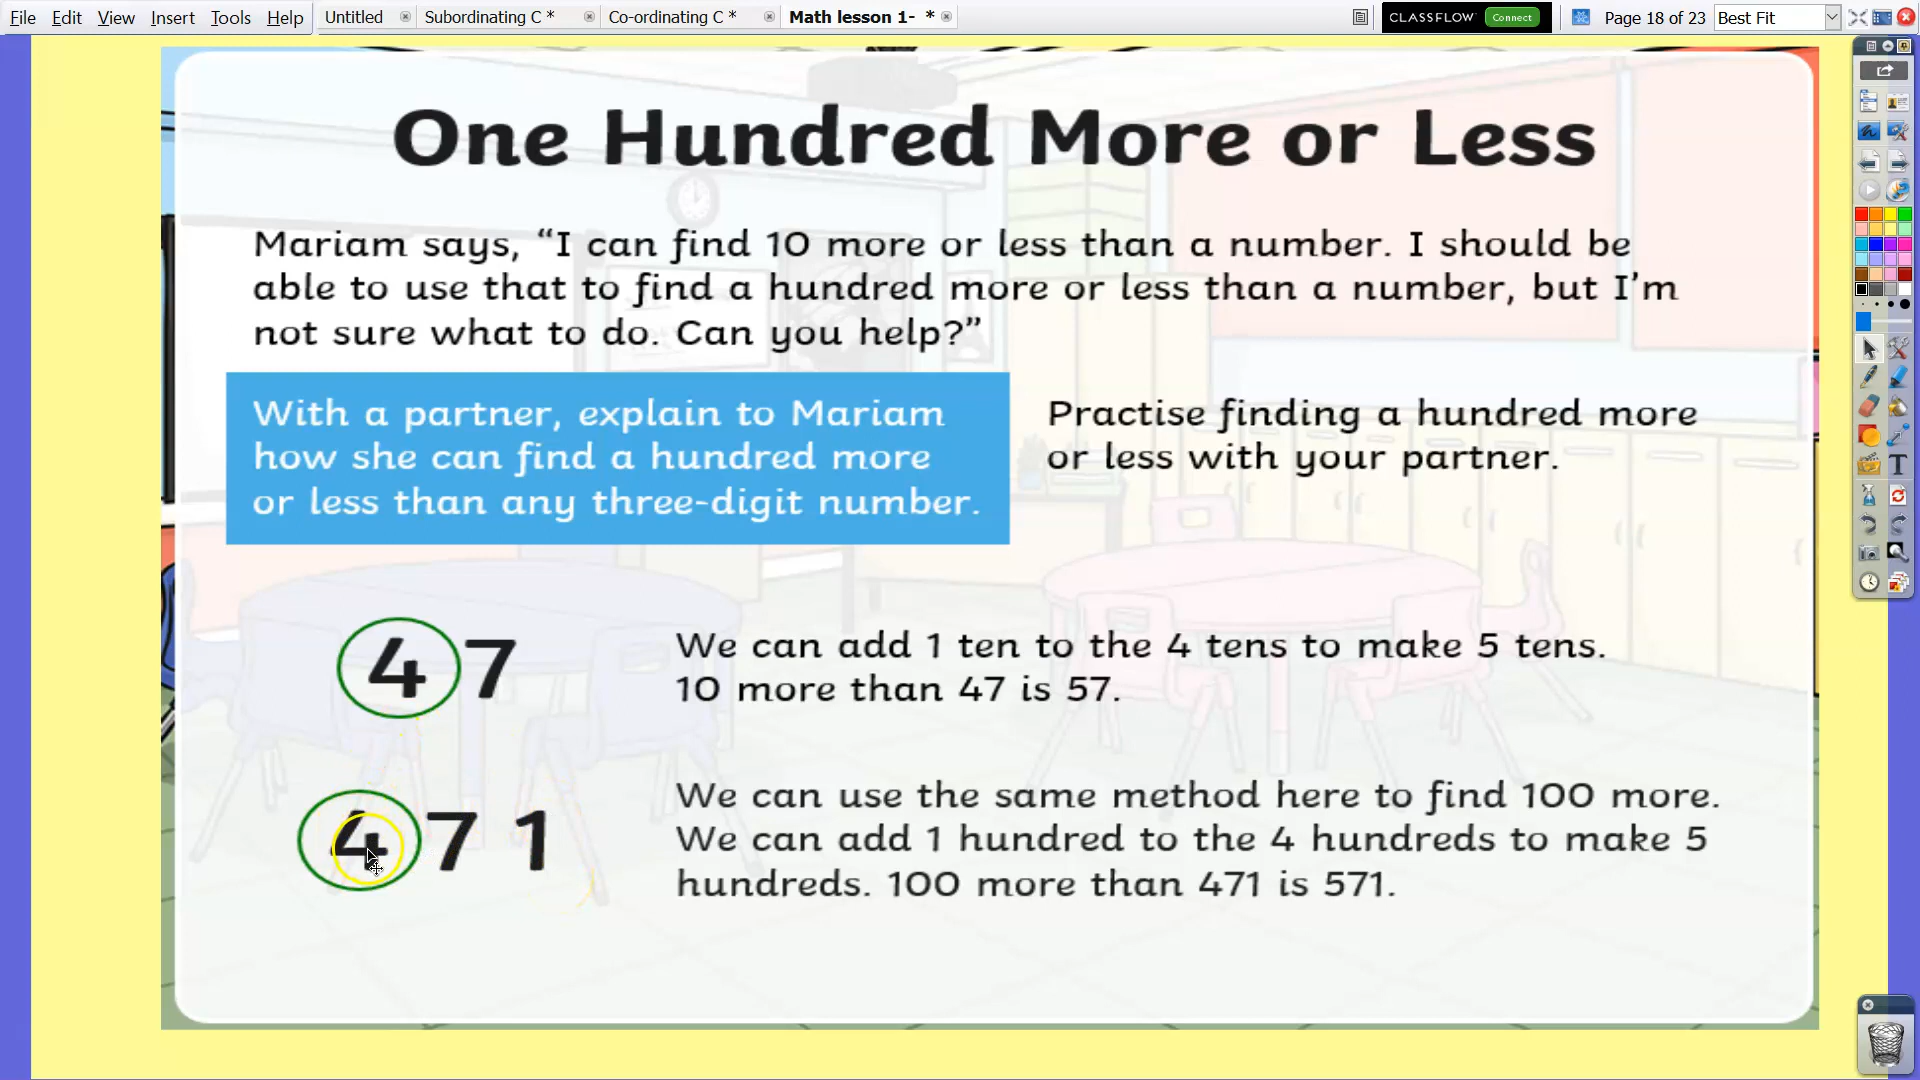 File Edit View Insert Tools Help Untitled Subordinating C * Co-ordinating C * Math lesson 1- * CLASSFLOW Connect Page 18 of 23 Best Fit
One Hundred More or Less
Mariam says, “I can find 10 more or less than a number. I should be
able to use that to find a hundred more or less than a number, but I’m
not sure what to do. Can you help?”
With a partner, explain to Mariam
how she can find a hundred more
or less than any three-digit number.
Practise finding a hundred more
or less with your partner.
47
We can add 1 ten to the 4 tens to make 5 tens.
10 more than 47 is 57.
471
We can use the same method here to find 100 more.
We can add 1 hundred to the 4 hundreds to make 5
hundreds. 100 more than 471 is 571.